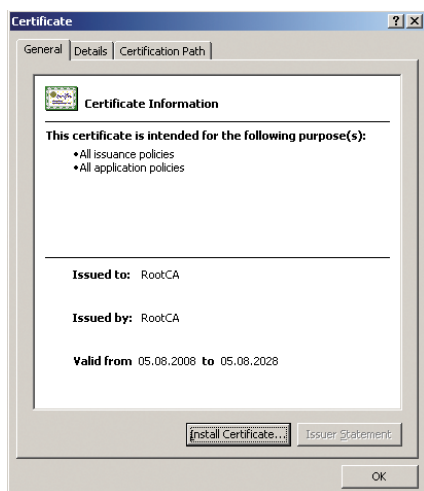 Certificate
General Details Certification Path
Certificate Information
This certificate is intended for the following purpose(s):
•All issuance policies
•All application policies
Issued to: RootCA
Issued by: RootCA
Valid from 05.08.2008 to 05.08.2028
Install Certificate... Issuer Statement
OK